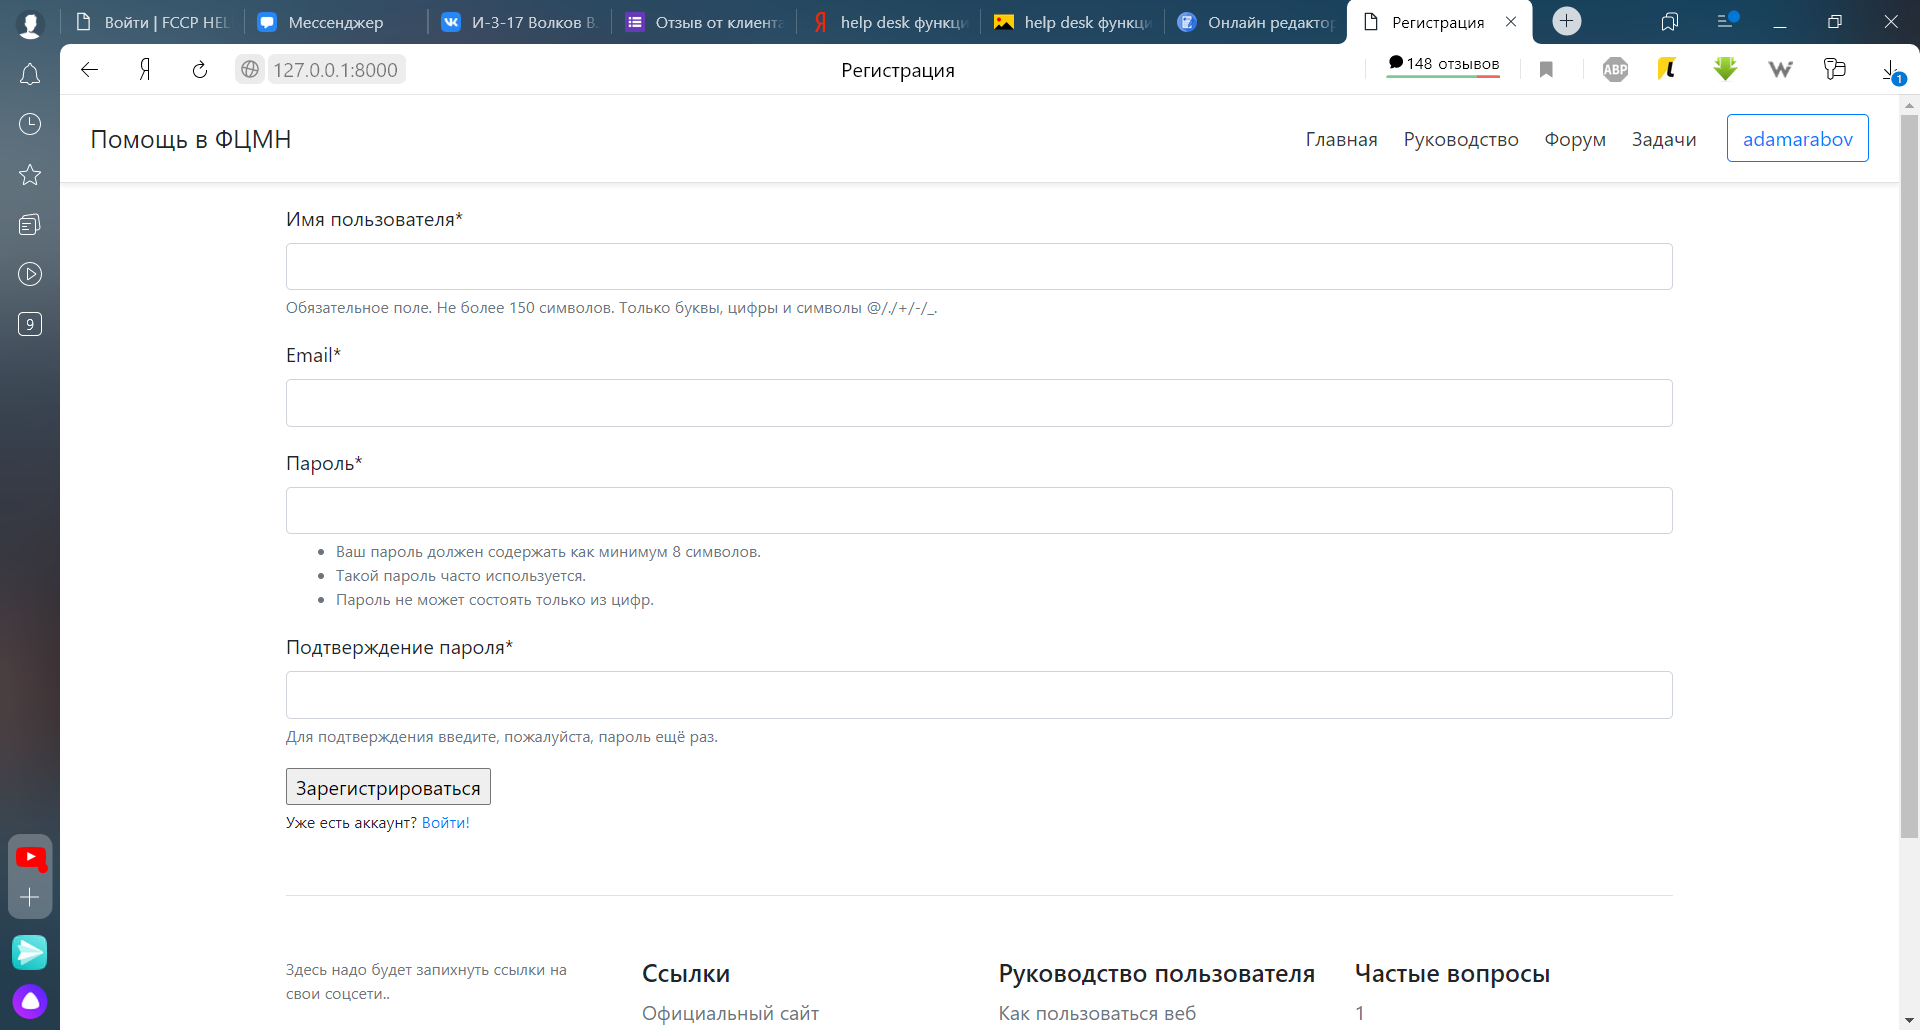 Войти | FCCP HEL
Мессенджер
И-3-17 Волков В.
Отзыв от клиента
help desk функци
help desk функци
Онлайн редактор
Регистрация
127.0.0.1:8000
Регистрация
148 отзывов
ABP
1
9
Помощь в ФЦМН
Главная
Руководство
Форум
Задачи
adamarabov
Имя пользователя*
Обязательное поле. Не более 150 символов. Только буквы, цифры и символы @/./+/-/_.
Email*
Пароль*
Ваш пароль должен содержать как минимум 8 символов.
Такой пароль часто используется.
Пароль не может состоять только из цифр.
Подтверждение пароля*
Для подтверждения введите, пожалуйста, пароль ещё раз.
Зарегистрироваться
Уже есть аккаунт? Войти!
Здесь надо будет запихнуть ссылки на
свои соцсети..
Ссылки
Официальный сайт
Руководство пользователя
Как пользоваться веб
Частые вопросы
1